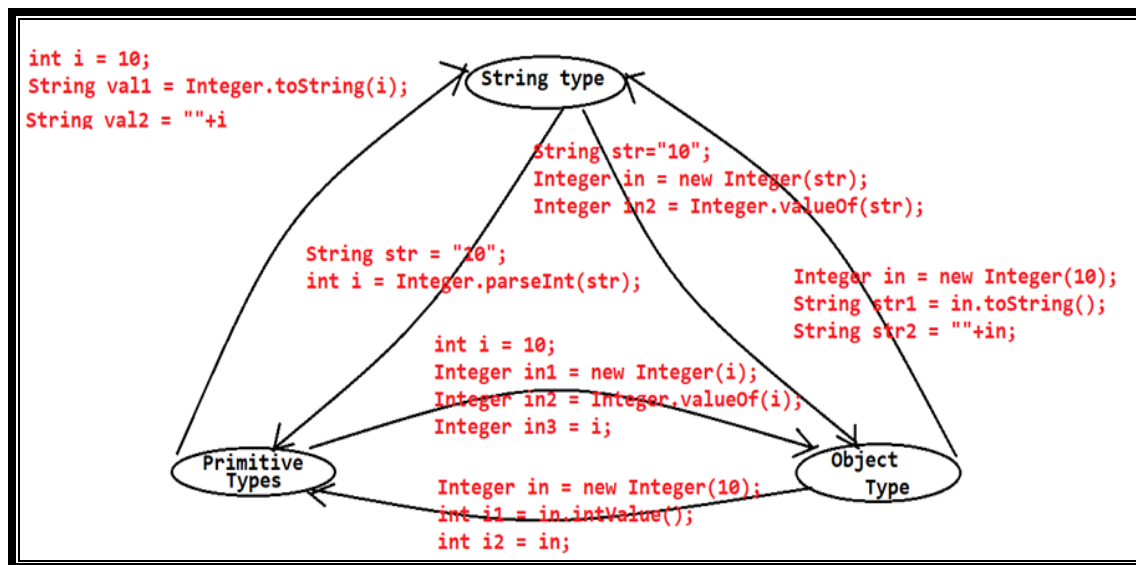 int i = 10;
String val1 = Integer.toString(i);
String val2 = ""+i
String type
String str="10";
Integer in = new Integer(str);
Integer in2 = Integer.valueOf(str);
String str = "10";
int i = Integer.parseInt(str);
Integer in = new Integer(10);
String str1 = in.toString();
String str2 = ""+in;
int i = 10;
Integer in1 = new Integer(i);
Integer in2 = Integer.valueOf(i);
Integer in3 = i;
Primitive
Types
Object
Type
Integer in = new Integer(10);
int i1 = in.intValue();
int i2 = in;